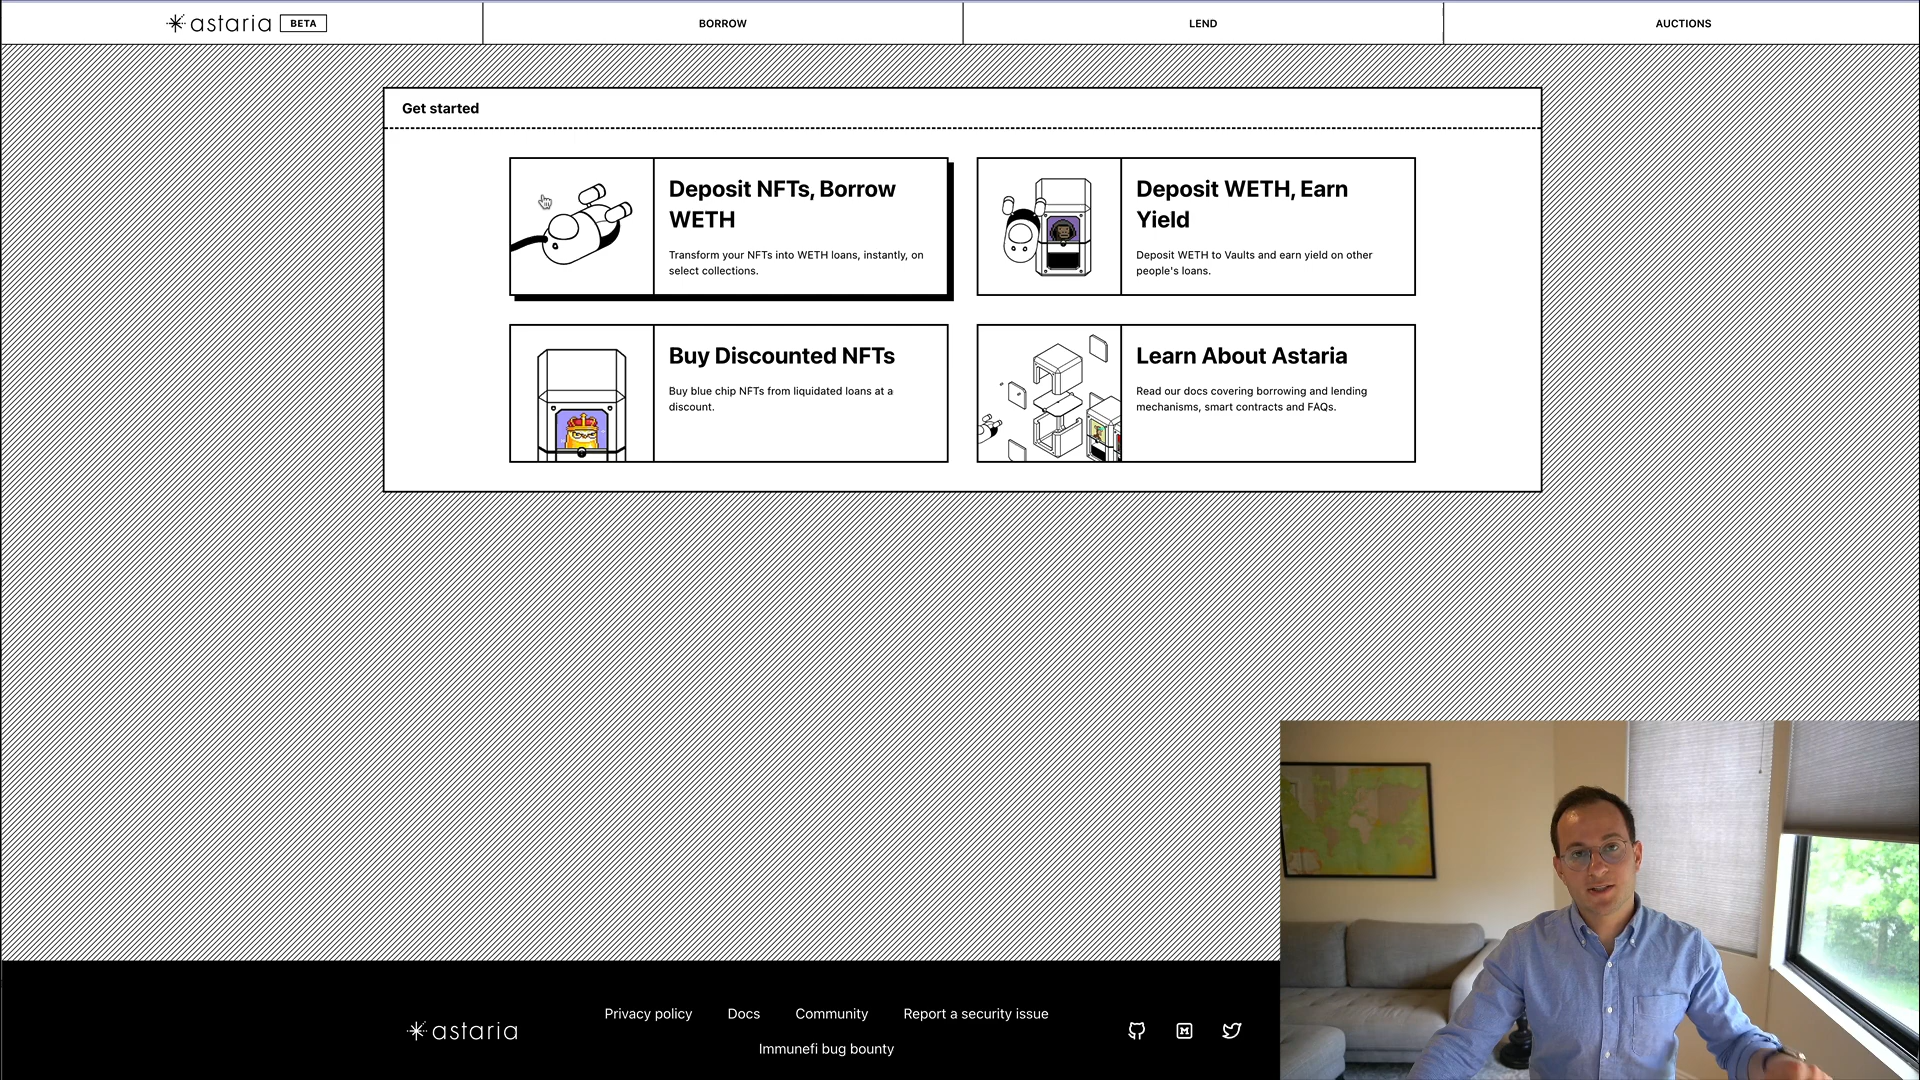 astaria BETA
BORROW
LEND
AUCTIONS
Get started
Deposit NFTs, Borrow
WETH
Transform your NFTs into WETH loans, instantly, on
select collections.
Deposit WETH, Earn
Yield
Deposit WETH to Vaults and earn yield on other
people's loans.
Buy Discounted NFTs
Buy blue chip NFTs from liquidated loans at a
discount.
Learn About Astaria
Read our docs covering borrowing and lending
mechanisms, smart contracts and FAQs.
astaria
Privacy policy
Docs
Community
Report a security issue
Immunefi bug bounty